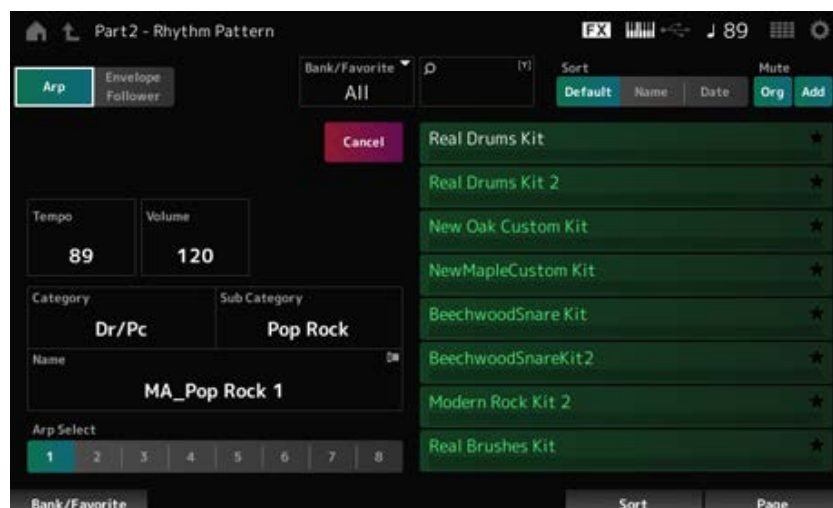 Part2 - Rhythm Pattern
FX
♩ 89
Arp
Envelope
Follower
Bank/Favorite
All
[Y]
Sort
Default Name Date
Mute
Org Add
Cancel
Tempo
89
Volume
120
Category
Dr/Pc
Sub Category
Pop Rock
Name
MA_Pop Rock 1
Arp Select
1 2 3 4 5 6 7 8
Real Drums Kit
Real Drums Kit 2
New Oak Custom Kit
NewMapleCustom Kit
BeechwoodSnare Kit
BeechwoodSnareKit2
Modern Rock Kit 2
Real Brushes Kit
Bank/Favorite
Sort
Page